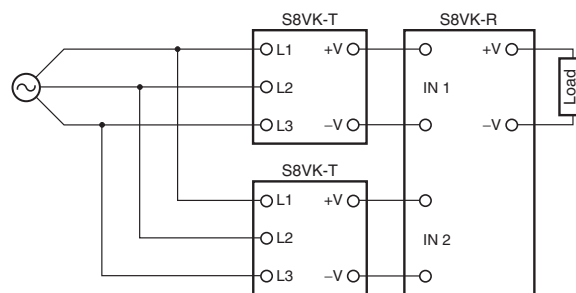 S8VK-T S8VK-R
L1 +V +V
L2 IN 1 Load
L3 −V −V
S8VK-T
L1 +V
L2 IN 2
L3 −V